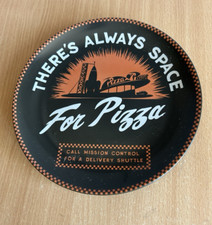 THERE'S ALWAYS SPACE
For Pizza
CALL MISSION CONTROL
FOR A DELIVERY SHUTTLE